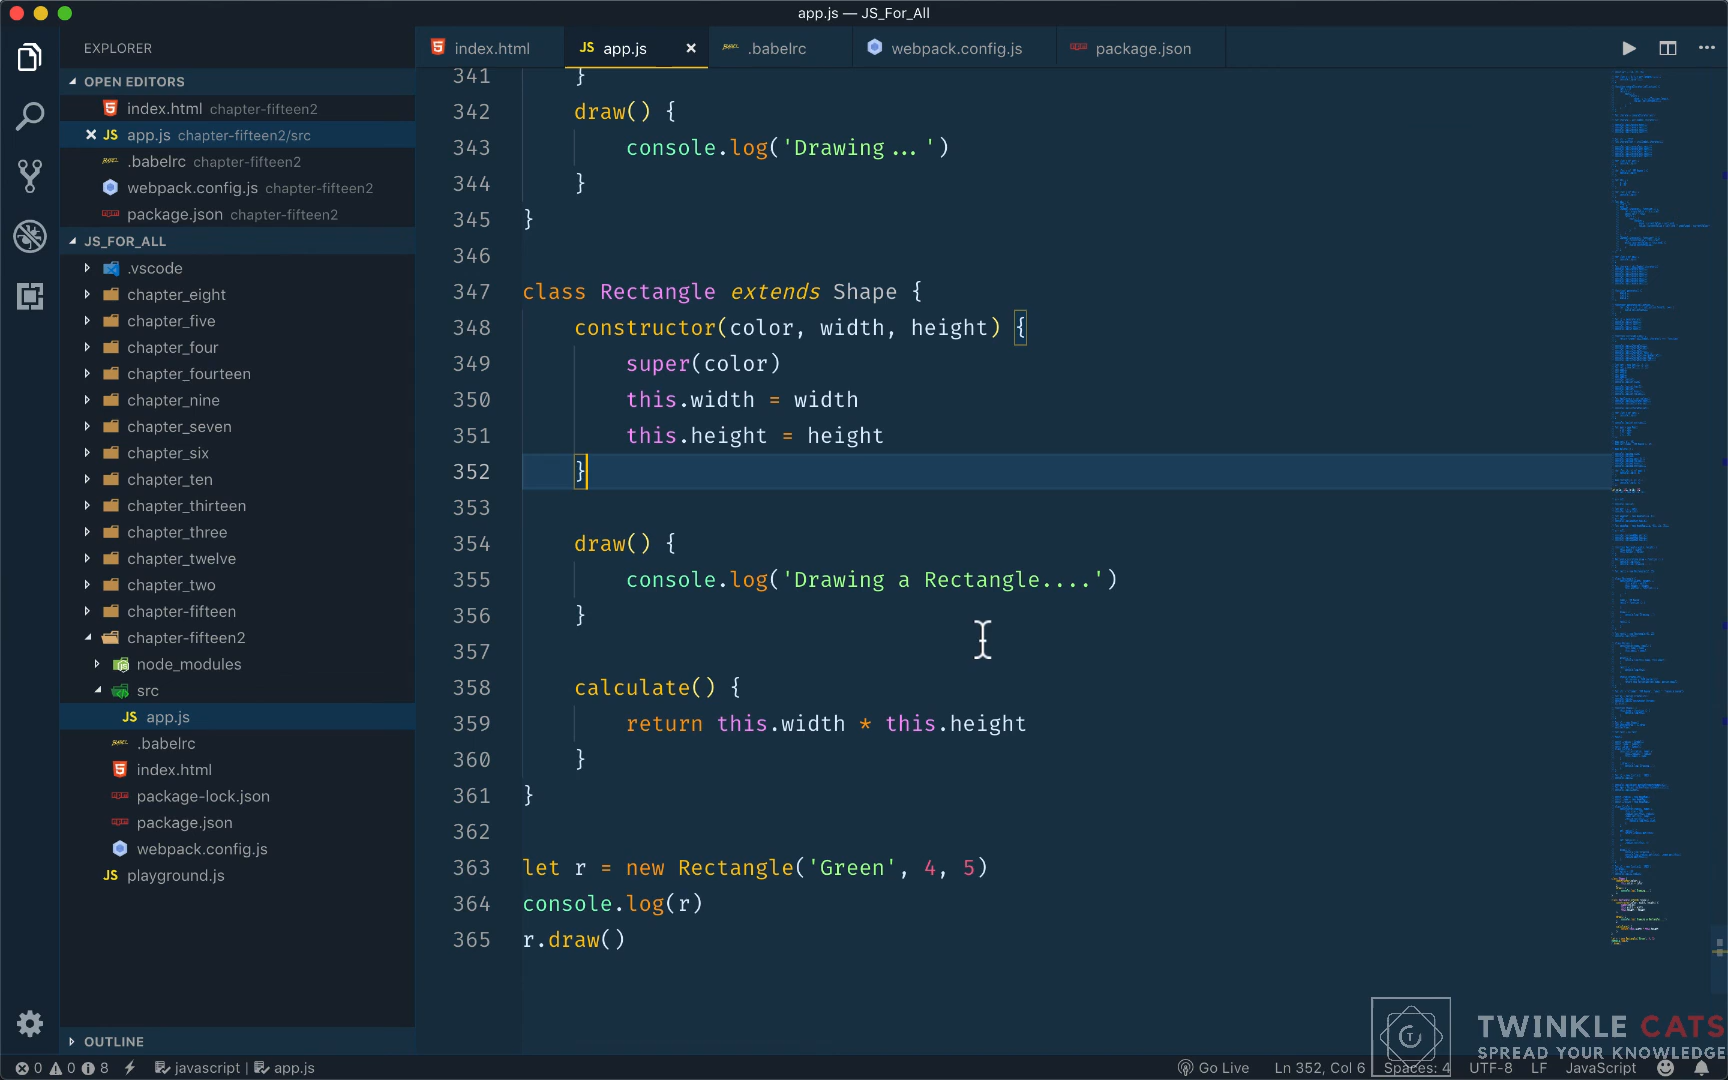 app.js — JS_For_All
EXPLORER
index.html
JS app.js
.babelrc
webpack.config.js
package.json
OPEN EDITORS
index.html chapter-fifteen2
JS app.js chapter-fifteen2/src
.babelrc chapter-fifteen2
webpack.config.js chapter-fifteen2
package.json chapter-fifteen2
JS_FOR_ALL
.vscode
chapter_eight
chapter_five
chapter_four
chapter_fourteen
chapter_nine
chapter_seven
chapter_six
chapter_ten
chapter_thirteen
chapter_three
chapter_twelve
chapter_two
chapter-fifteen
chapter-fifteen2
node_modules
src
JS app.js
.babelrc
index.html
package-lock.json
package.json
webpack.config.js
JS playground.js
OUTLINE
341 }
342 draw() {
343 console.log('Drawing...')
344 }
345 }
346
347 class Rectangle extends Shape {
348 constructor(color, width, height) {
349 super(color)
350 this.width = width
351 this.height = height
352 }
353
354 draw() {
355 console.log('Drawing a Rectangle....')
356 }
357
358 calculate() {
359 return this.width * this.height
360 }
361 }
362
363 let r = new Rectangle('Green', 4, 5)
364 console.log(r)
365 r.draw()
TWINKLE CATS
SPREAD YOUR KNOWLEDGE
0 0 8 javascript | app.js
Go Live Ln 352, Col 6 Spaces: 4 UTF-8 LF JavaScript